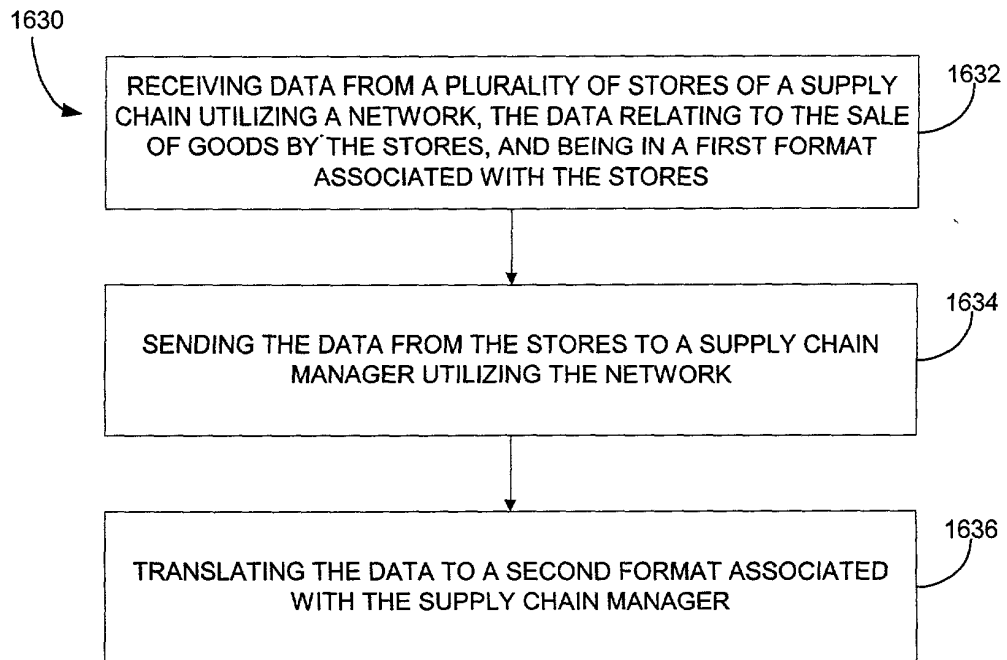 1630
RECEIVING DATA FROM A PLURALITY OF STORES OF A SUPPLY
CHAIN UTILIZING A NETWORK, THE DATA RELATING TO THE SALE
OF GOODS BY THE STORES, AND BEING IN A FIRST FORMAT
ASSOCIATED WITH THE STORES
1632
SENDING THE DATA FROM THE STORES TO A SUPPLY CHAIN
MANAGER UTILIZING THE NETWORK
1634
TRANSLATING THE DATA TO A SECOND FORMAT ASSOCIATED
WITH THE SUPPLY CHAIN MANAGER
1636